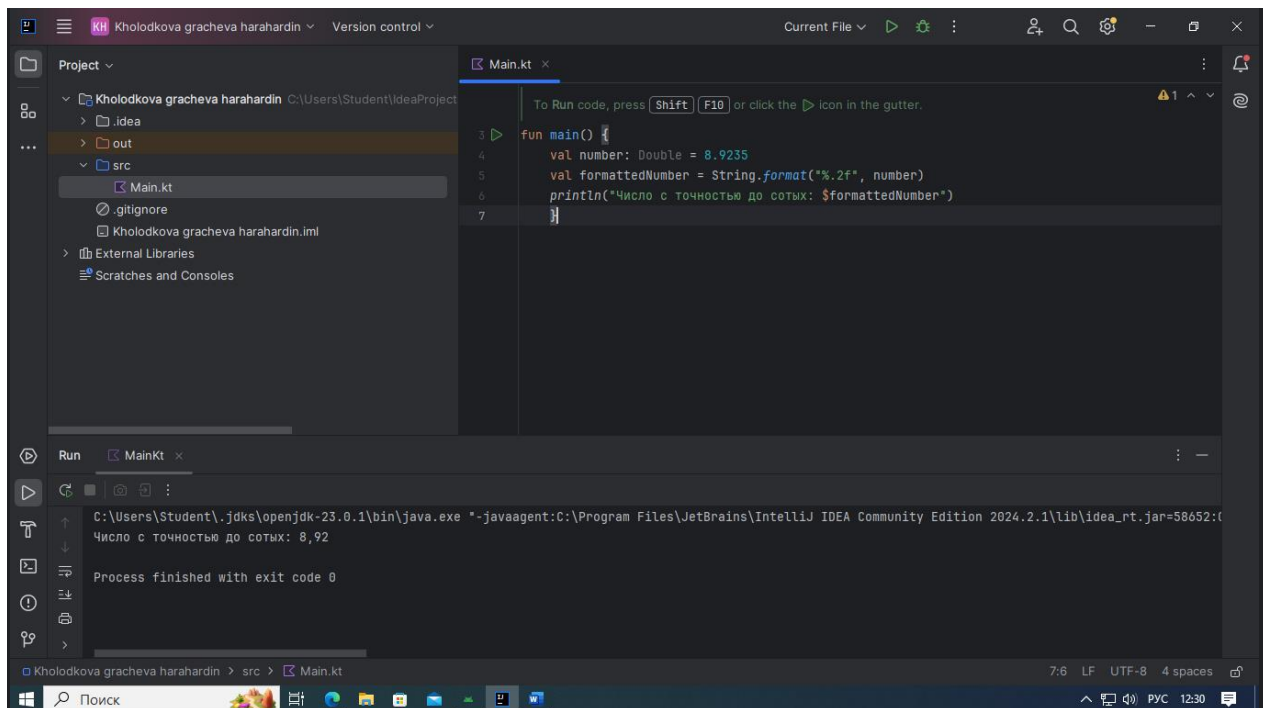 KH Kholodkova gracheva harahardin Version control Current File
Project
Main.kt
Kholodkova gracheva harahardin C:\Users\Student\IdeaProject
.idea
out
src
Main.kt
.gitignore
Kholodkova gracheva harahardin.iml
External Libraries
Scratches and Consoles
To Run code, press Shift F10 or click the icon in the gutter.
1
3 fun main() {
4 val number: Double = 8.9235
5 val formattedNumber = String.format("%.2f", number)
6 println("Число с точностью до сотых: $formattedNumber")
7 }
Run MainKt
C:\Users\Student\.jdks\openjdk-23.0.1\bin\java.exe "-javaagent:C:\Program Files\JetBrains\IntelliJ IDEA Community Edition 2024.2.1\lib\idea_rt.jar=58652:
Число с точностью до сотых: 8,92
Process finished with exit code 0
Kholodkova gracheva harahardin > src > Main.kt 7:6 LF UTF-8 4 spaces
Поиск РУС 12:30